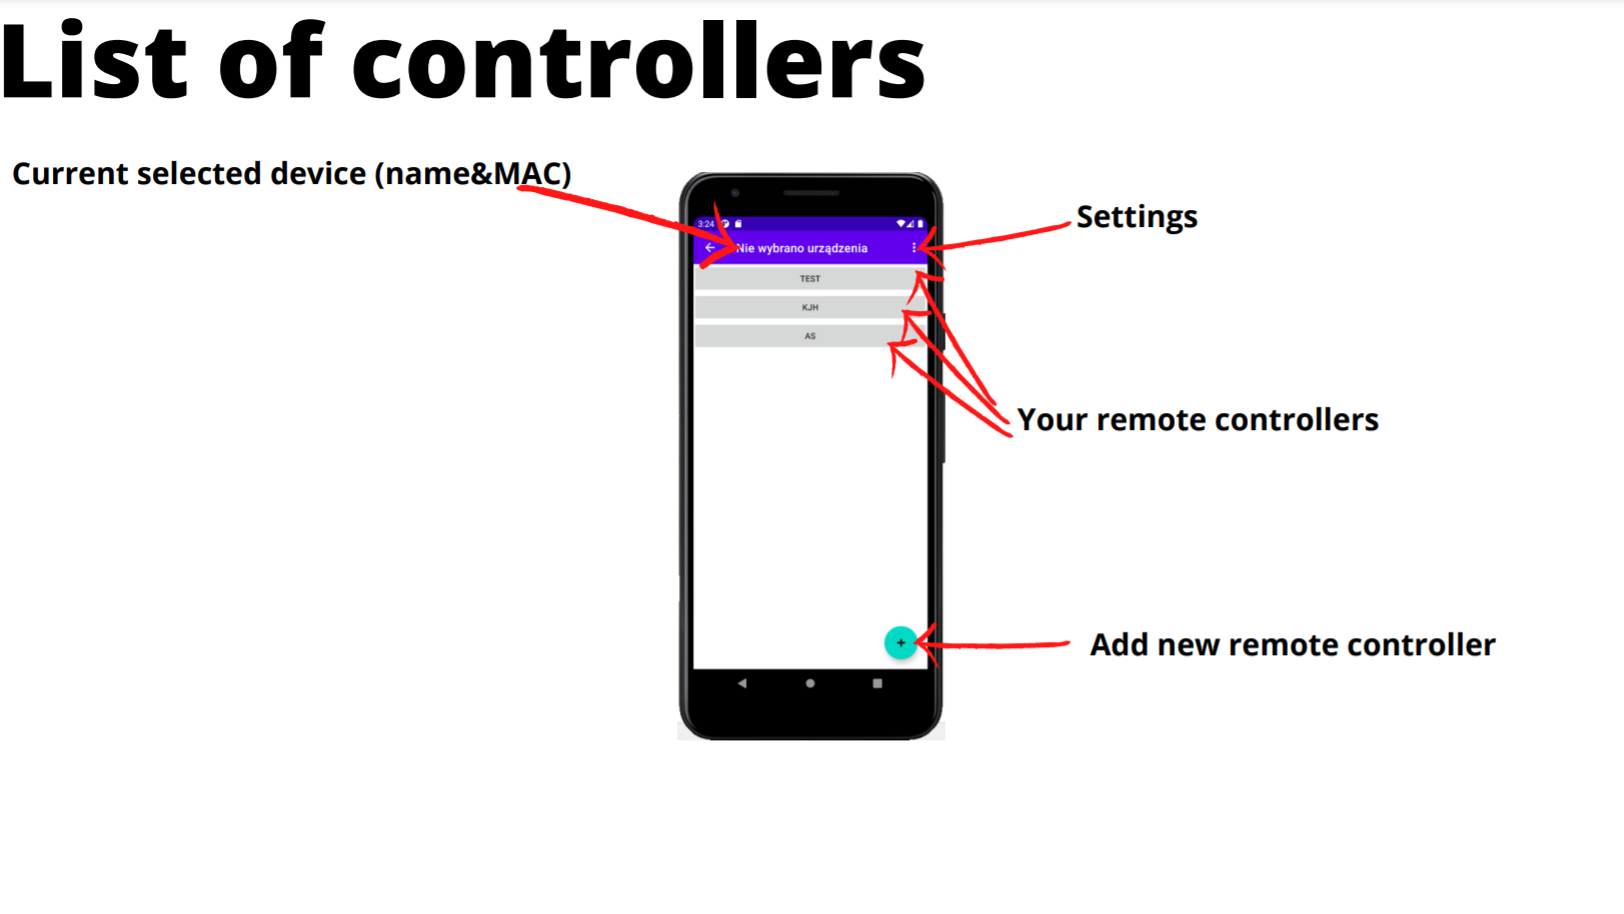 List of controllers
Current selected device (name&MAC)
Settings
3:24
Nie wybrano urządzenia
TEST
KJH
AS
Your remote controllers
Add new remote controller